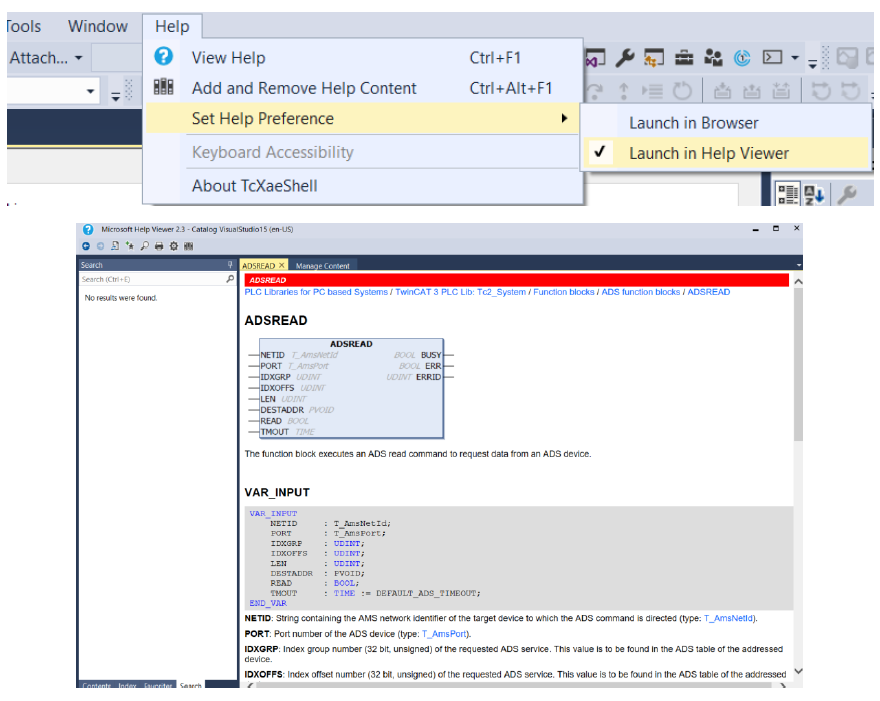 Tools Window Help
Attach...
View Help Ctrl+F1
Add and Remove Help Content Ctrl+Alt+F1
Set Help Preference
Launch in Browser
Keyboard Accessibility
Launch in Help Viewer
About TcXaeShell
Microsoft Help Viewer 2.3 - Catalog VisualStudio15 (en-US)
Search
ADSREAD Manage Content
Search (Ctrl+E)
ADSREAD
No results were found.
PLC Libraries for PC based Systems / TwinCAT 3 PLC Lib: Tc2_System / Function blocks / ADS function blocks / ADSREAD
ADSREAD
ADSREAD
NETID T_AmsNetId BOOL BUSY
PORT T_AmsPort BOOL ERR
IDXGRP UDINT UDINT ERRID
IDXOFFS UDINT
LEN UDINT
DESTADDR PVOID
READ BOOL
TMOUT TIME
The function block executes an ADS read command to request data from an ADS device.
VAR_INPUT
VAR_INPUT
NETID : T_AmsNetId;
PORT : T_AmsPort;
IDXGRP : UDINT;
IDXOFFS : UDINT;
LEN : UDINT;
DESTADDR : PVOID;
READ : BOOL;
TMOUT : TIME := DEFAULT_ADS_TIMEOUT;
END_VAR
NETID: String containing the AMS network identifier of the target device to which the ADS command is directed (type: T_AmsNetId).
PORT: Port number of the ADS device (type: T_AmsPort).
IDXGRP: Index group number (32 bit, unsigned) of the requested ADS service. This value is to be found in the ADS table of the addressed
device.
IDXOFFS: Index offset number (32 bit, unsigned) of the requested ADS service. This value is to be found in the ADS table of the addressed
Contents Index Favorites Search